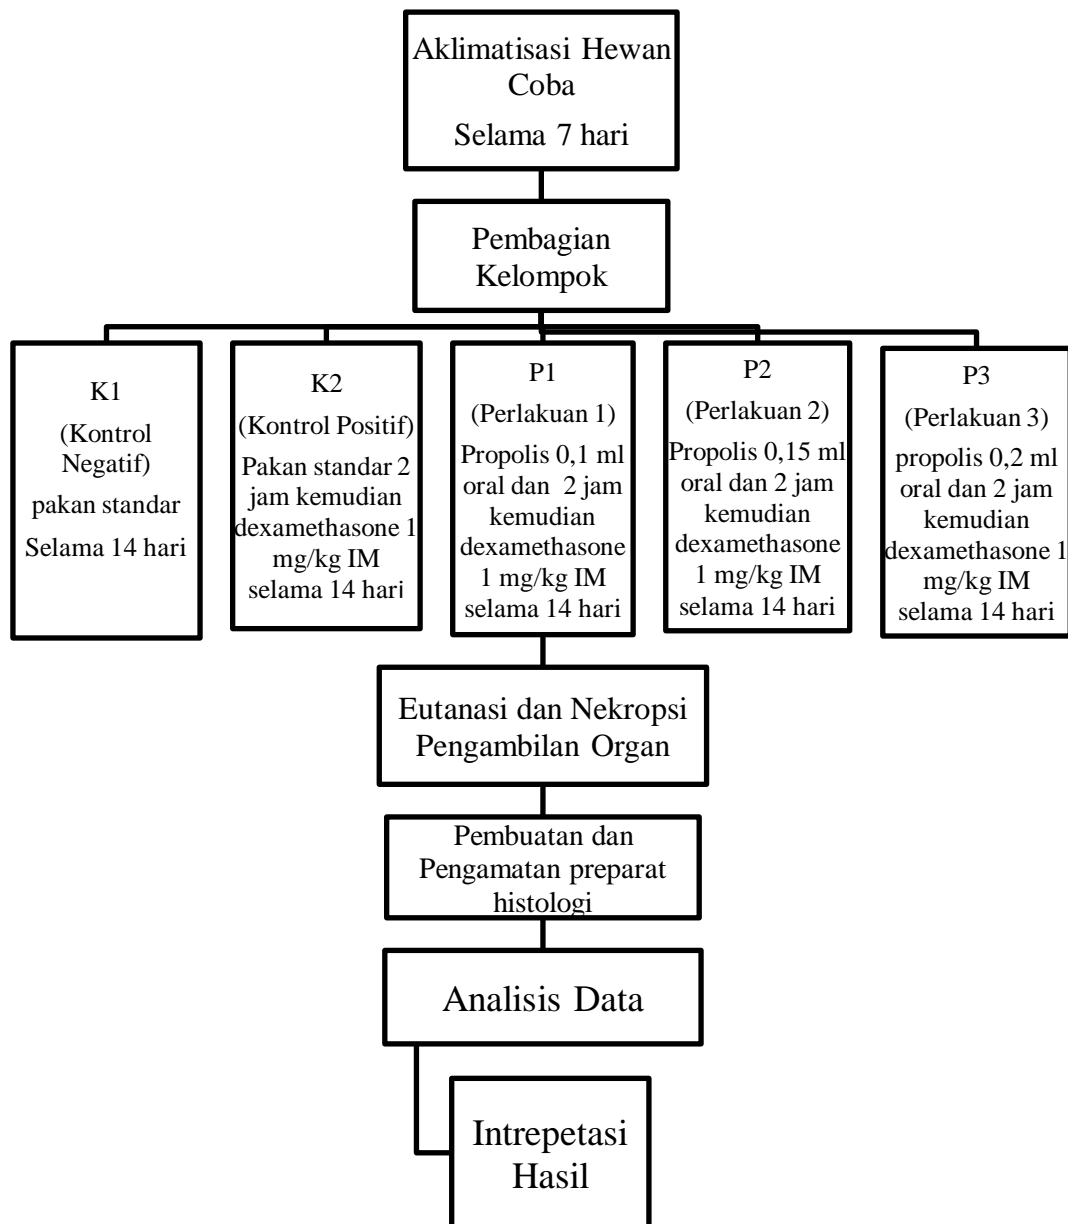 Aklimatisasi Hewan
Coba
Selama 7 hari
Pembagian
Kelompok
K1
(Kontrol
Negatif)
pakan standar
Selama 14 hari
K2
(Kontrol Positif)
Pakan standar 2
jam kemudian
dexamethasone 1
mg/kg IM
selama 14 hari
P1
(Perlakuan 1)
Propolis 0,1 ml
oral dan 2 jam
kemudian
dexamethasone
1 mg/kg IM
selama 14 hari
P2
(Perlakuan 2)
Propolis 0,15 ml
oral dan 2 jam
kemudian
dexamethasone
1 mg/kg IM
selama 14 hari
P3
(Perlakuan 3)
propolis 0,2 ml
oral dan 2 jam
kemudian
dexamethasone 1
mg/kg IM
selama 14 hari
Eutanasi dan Nekropsi
Pengambilan Organ
Pembuatan dan
Pengamatan preparat
histologi
Analisis Data
Intrepetasi
Hasil